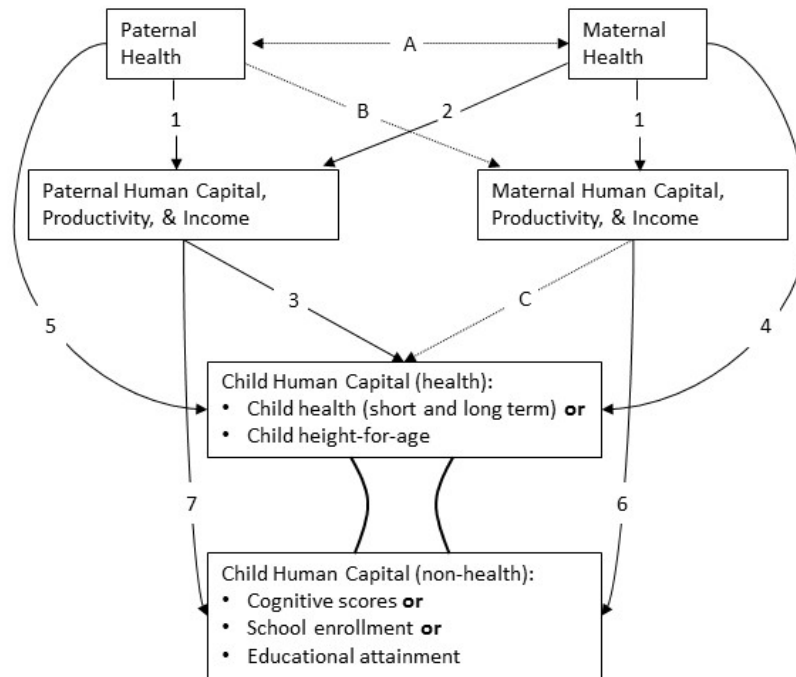 Paternal
Health
A
Maternal
Health
1
B
2
1
Paternal Human Capital,
Productivity, & Income
Maternal Human Capital,
Productivity, & Income
3
C
5
4
Child Human Capital (health):
• Child health (short and long term) or
• Child height-for-age
7
6
Child Human Capital (non-health):
• Cognitive scores or
• School enrollment or
• Educational attainment